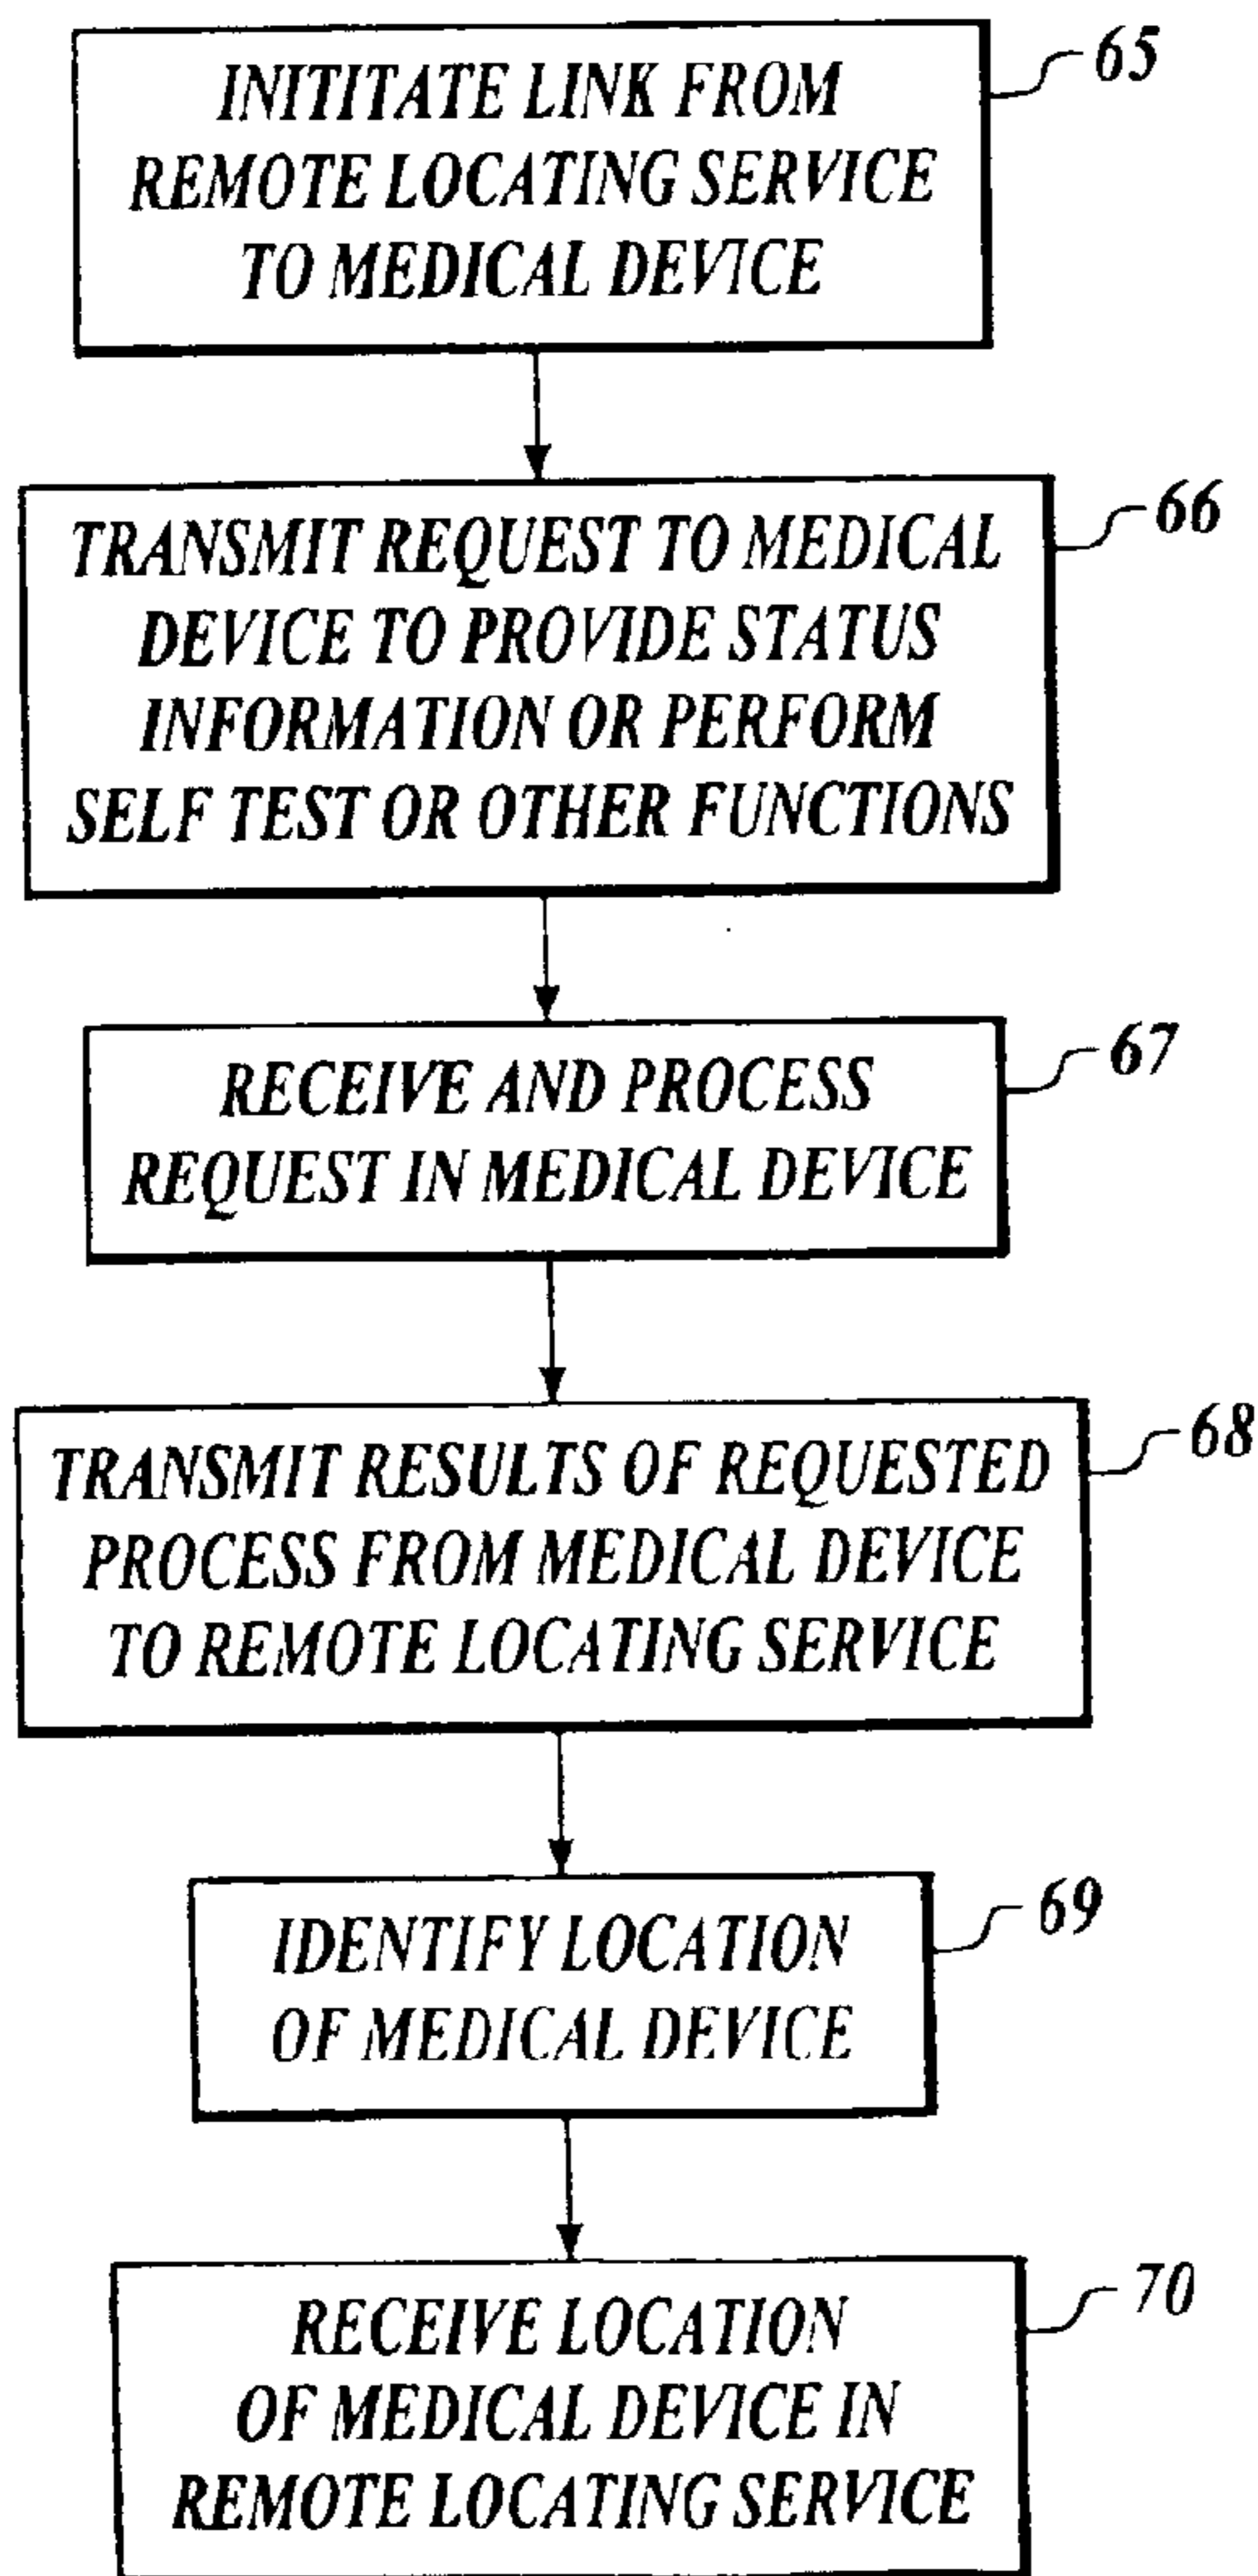 INITITATE LINK FROM
REMOTE LOCATING SERVICE
TO MEDICAL DEVICE
65
TRANSMIT REQUEST TO MEDICAL
DEVICE TO PROVIDE STATUS
INFORMATION OR PERFORM
SELF TEST OR OTHER FUNCTIONS
66
RECEIVE AND PROCESS
REQUEST IN MEDICAL DEVICE
67
TRANSMIT RESULTS OF REQUESTED
PROCESS FROM MEDICAL DEVICE
TO REMOTE LOCATING SERVICE
68
IDENTIFY LOCATION
OF MEDICAL DEVICE
69
RECEIVE LOCATION
OF MEDICAL DEVICE IN
REMOTE LOCATING SERVICE
70